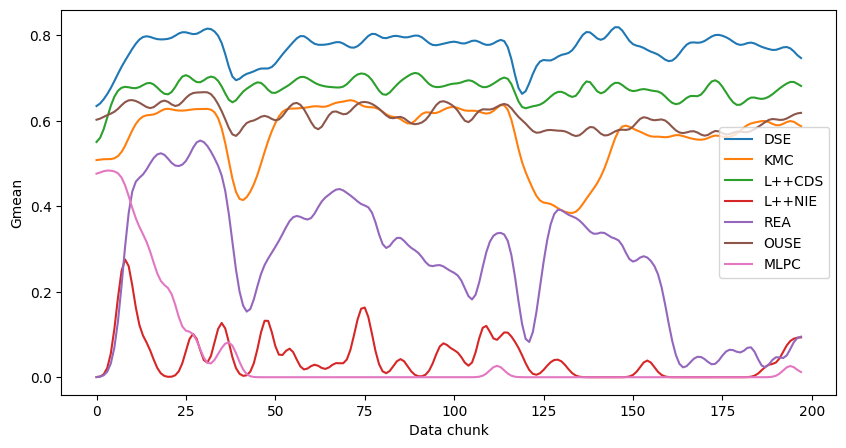 0.8
0.6
0.4
0.2
0.0
Gmean
0
25
50
75
100
125
150
175
200
Data chunk
DSE
KMC
L++CDS
L++NIE
REA
OUSE
MLPC